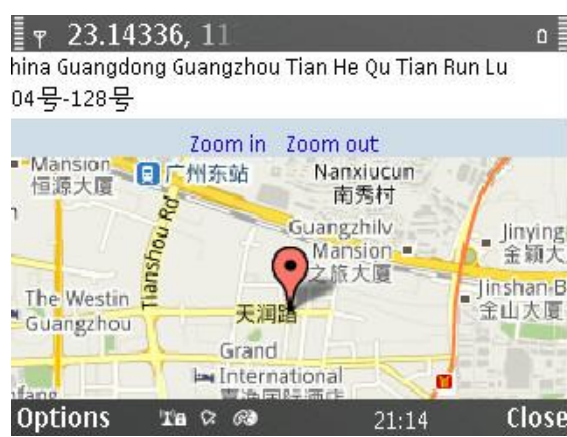 23.14336, 11
hina Guangdong Guangzhou Tian He Qu Tian Run Lu
04号-128号
Zoom in Zoom out
Mansion
恒源大厦
广州东站
Nanxiucun
南秀村
Tianshou Rd
Guangzhilv
Mansion
之旅大厦
Jinying
金颖大
Jinshan B
金山大厦
The Westin
Guangzhou
天润路
Grand
International
Options
21:14
Close